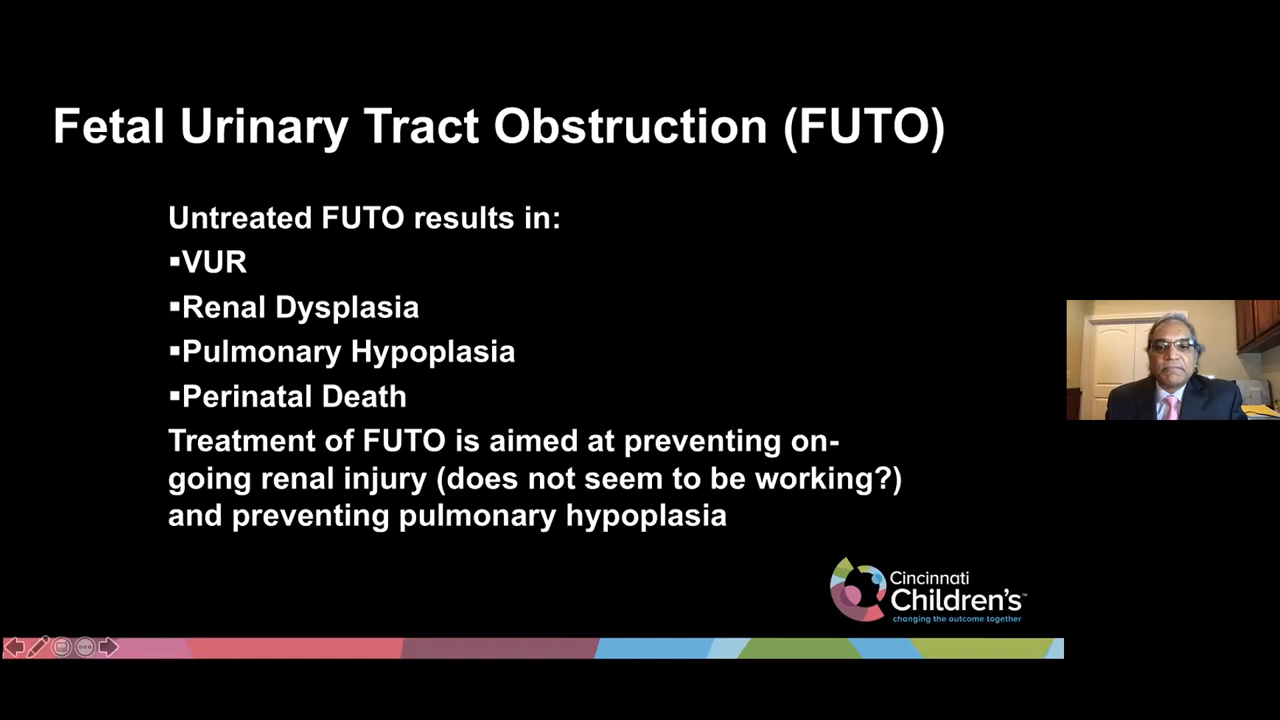 Fetal Urinary Tract Obstruction (FUTO)
Untreated FUTO results in:
▪VUR
▪Renal Dysplasia
▪Pulmonary Hypoplasia
▪Perinatal Death
Treatment of FUTO is aimed at preventing on-
going renal injury (does not seem to be working?)
and preventing pulmonary hypoplasia
Cincinnati
Children's™
changing the outcome together